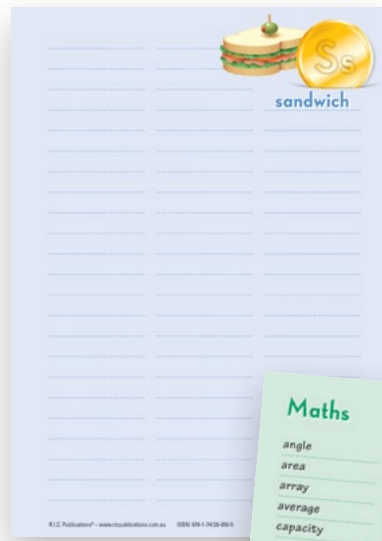 Ss
sandwich
Maths
angle
area
array
average
capacity
R.I.C. Publications® - www.ricpublications.com.au